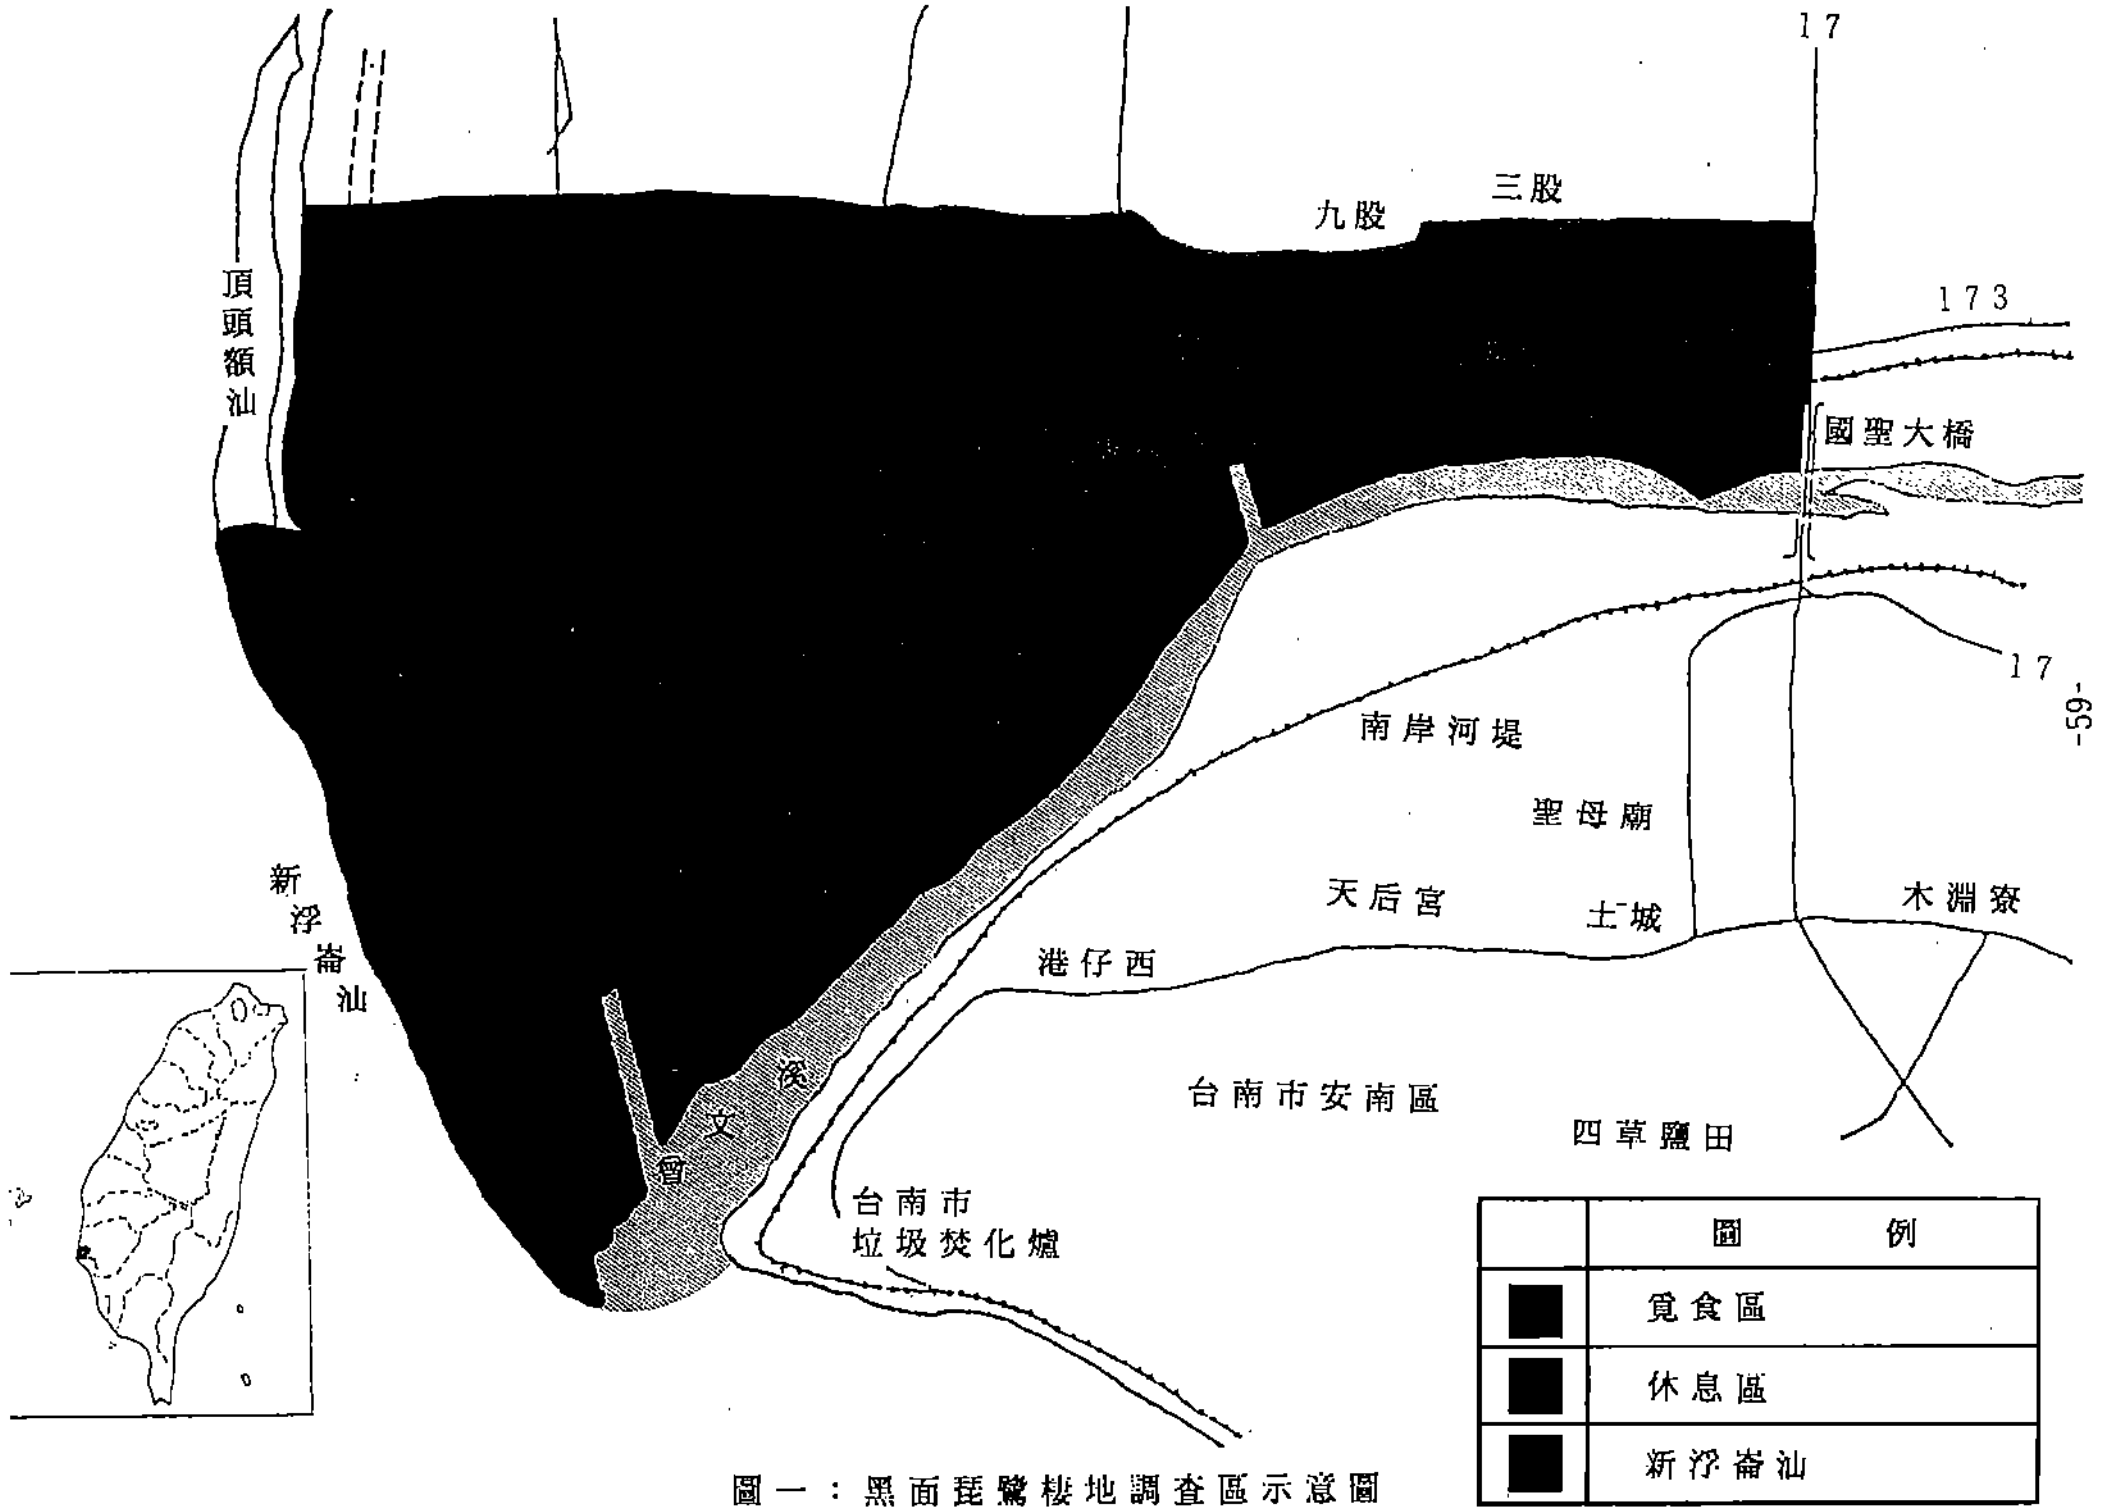 17
三股
九股
173
頂頭額汕
國聖大橋
17
-59-
南岸河堤
聖母廟
新浮崙汕
天后宮
土城
木淵寮
港仔西
曾文溪
台南市安南區
四草鹽田
台南市
垃圾焚化爐
圖例
覓食區
休息區
新浮崙汕
圖一：黑面琵鷺棲地調查區示意圖